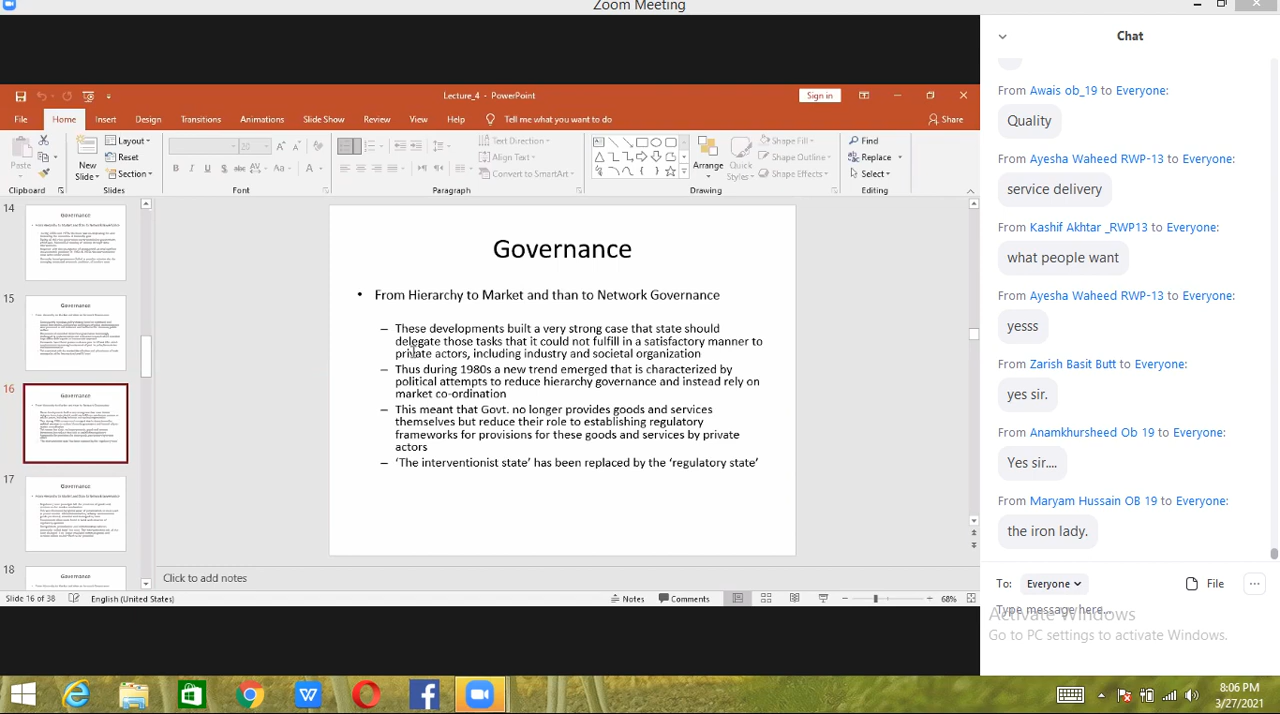 Zoom Meeting
Lecture_4 - PowerPoint
Sign in
File
Home
Insert
Design
Transitions
Animations
Slide Show
Review
View
Help
Tell me what you want to do
Share
Paste
New
Slide
Layout
Reset
Section
Text Direction
Align Text
Convert to SmartArt
Arrange
Quick
Styles
Shape Fill
Shape Outline
Shape Effects
Find
Replace
Select
Clipboard
Slides
Font
Paragraph
Drawing
Editing
14
Governance
15
Governance
16
Governance
17
Governance
18
Governance
Governance
• From Hierarchy to Market and than to Network Governance
– These developments built a very strong case that state should
delegate those tasks that it could not fulfill in a satisfactory manner to
private actors, including industry and societal organization
– Thus during 1980s a new trend emerged that is characterized by
political attempts to reduce hierarchy governance and instead rely on
market co-ordination
– This meant that Govt. no longer provides goods and services
themselves but reduce their role to establishing regulatory
frameworks for provisions for these goods and services by private
actors
– ‘The interventionist state’ has been replaced by the ‘regulatory state’
Click to add notes
Slide 16 of 38
English (United States)
Notes
Comments
68%
Chat
From Awais ob_19 to Everyone:
Quality
From Ayesha Waheed RWP-13 to Everyone:
service delivery
From Kashif Akhtar _RWP13 to Everyone:
what people want
From Ayesha Waheed RWP-13 to Everyone:
yesss
From Zarish Basit Butt to Everyone:
yes sir.
From Anamkhursheed Ob 19 to Everyone:
Yes sir....
From Maryam Hussain OB 19 to Everyone:
the iron lady.
To: Everyone
File
Type message here...
Activate Windows
Go to PC settings to activate Windows.
8:06 PM
3/27/2021